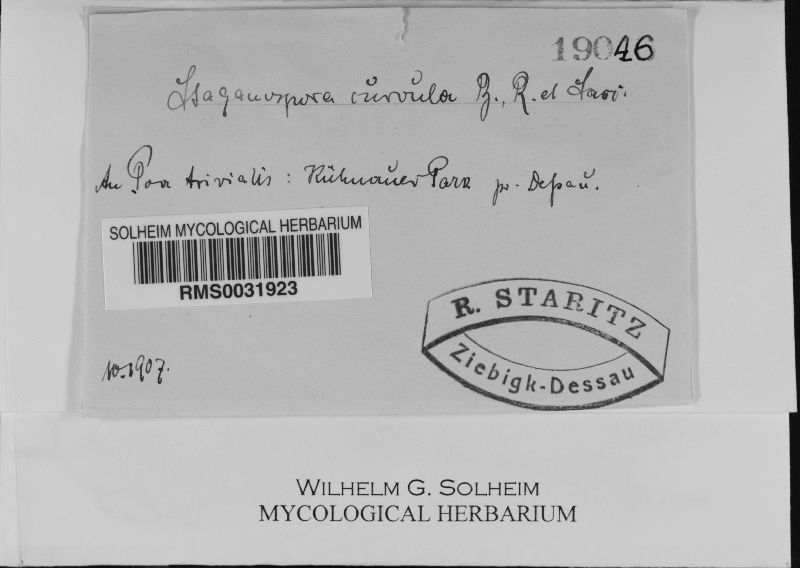 19046
Staganospora curvula B., R. et Sacc.
An Poa trivialis : Kühnauer Park pr. Deßau.
SOLHEIM MYCOLOGICAL HERBARIUM
RMS0031923
R. STARITZ
Ziebigk-Dessau
10.1907.
WILHELM G. SOLHEIM
MYCOLOGICAL HERBARIUM